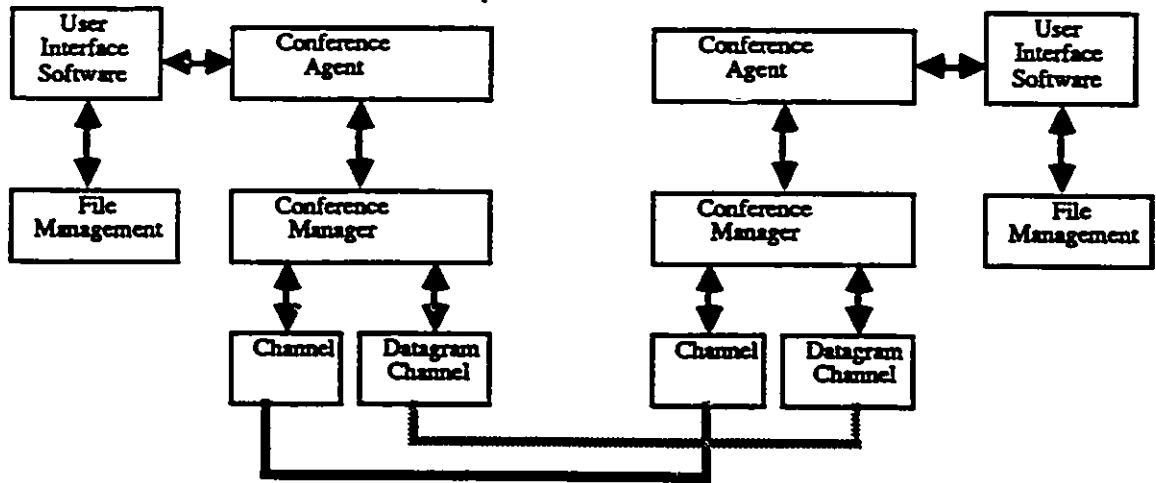 User
Interface
Software
Conference
Agent
Conference
Agent
User
Interface
Software
File
Management
Conference
Manager
Conference
Manager
File
Management
Channel
Datagram
Channel
Channel
Datagram
Channel